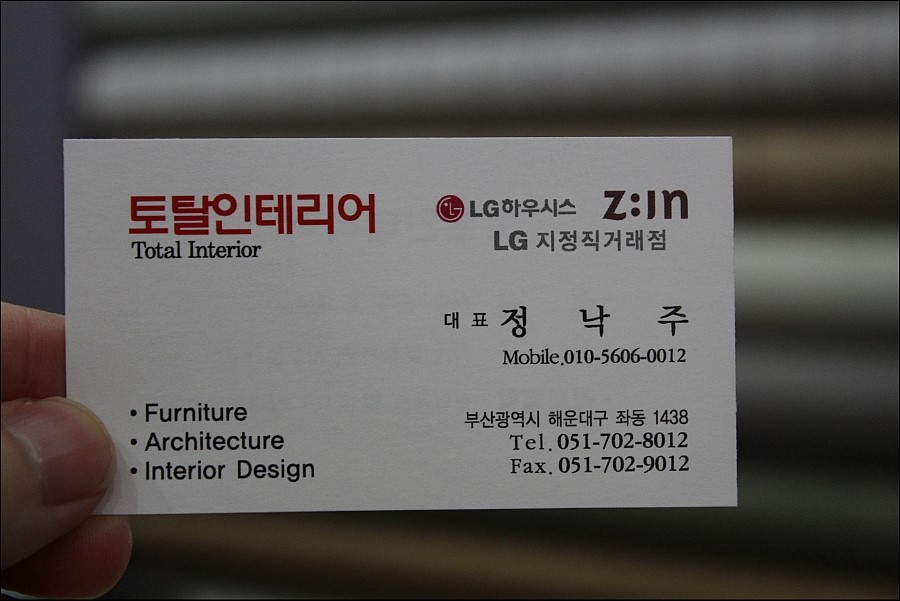 토탈인테리어
Total Interior
LG하우시스 Z:IN
LG 지정직거래점
대표 정 낙 주
Mobile.010-5606-0012
• Furniture
• Architecture
• Interior Design
부산광역시 해운대구 좌동 1438
Tel. 051-702-8012
Fax. 051-702-9012